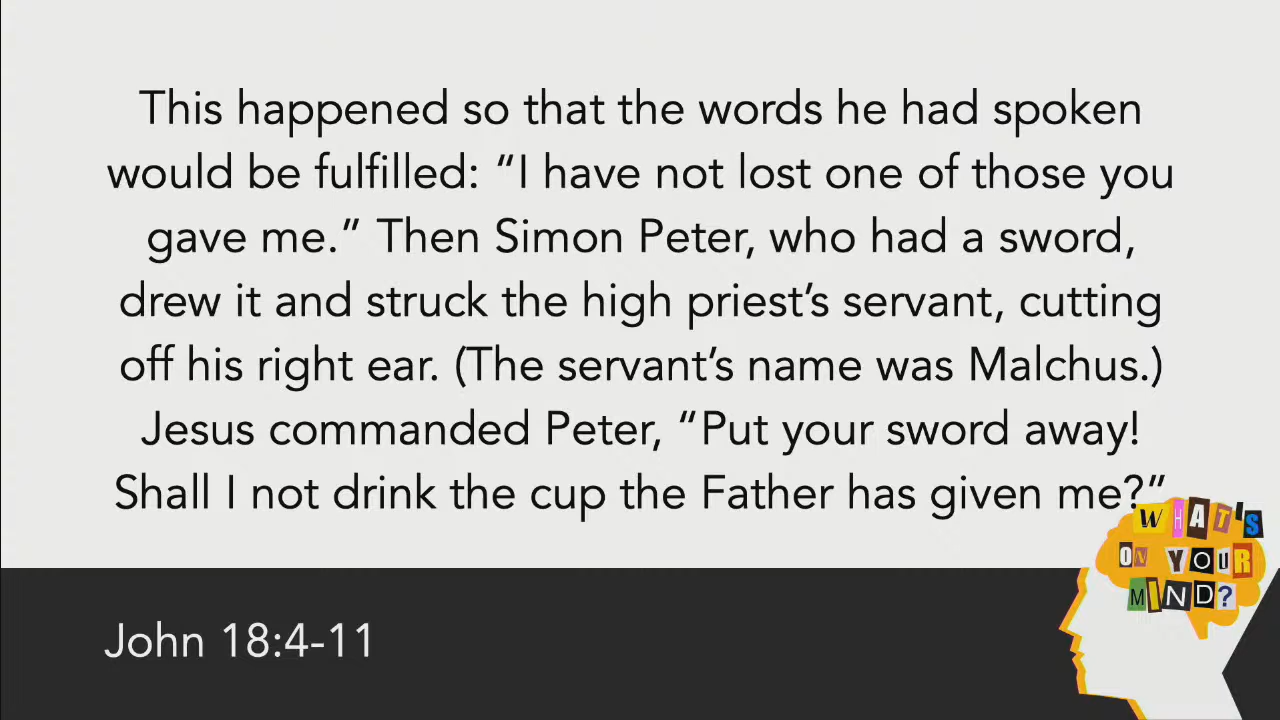 This happened so that the words he had spoken
would be fulfilled: “I have not lost one of those you
gave me.” Then Simon Peter, who had a sword,
drew it and struck the high priest’s servant, cutting
off his right ear. (The servant’s name was Malchus.)
Jesus commanded Peter, “Put your sword away!
Shall I not drink the cup the Father has given me?”
WHAT'S
ON YOUR
MIND?
John 18:4-11